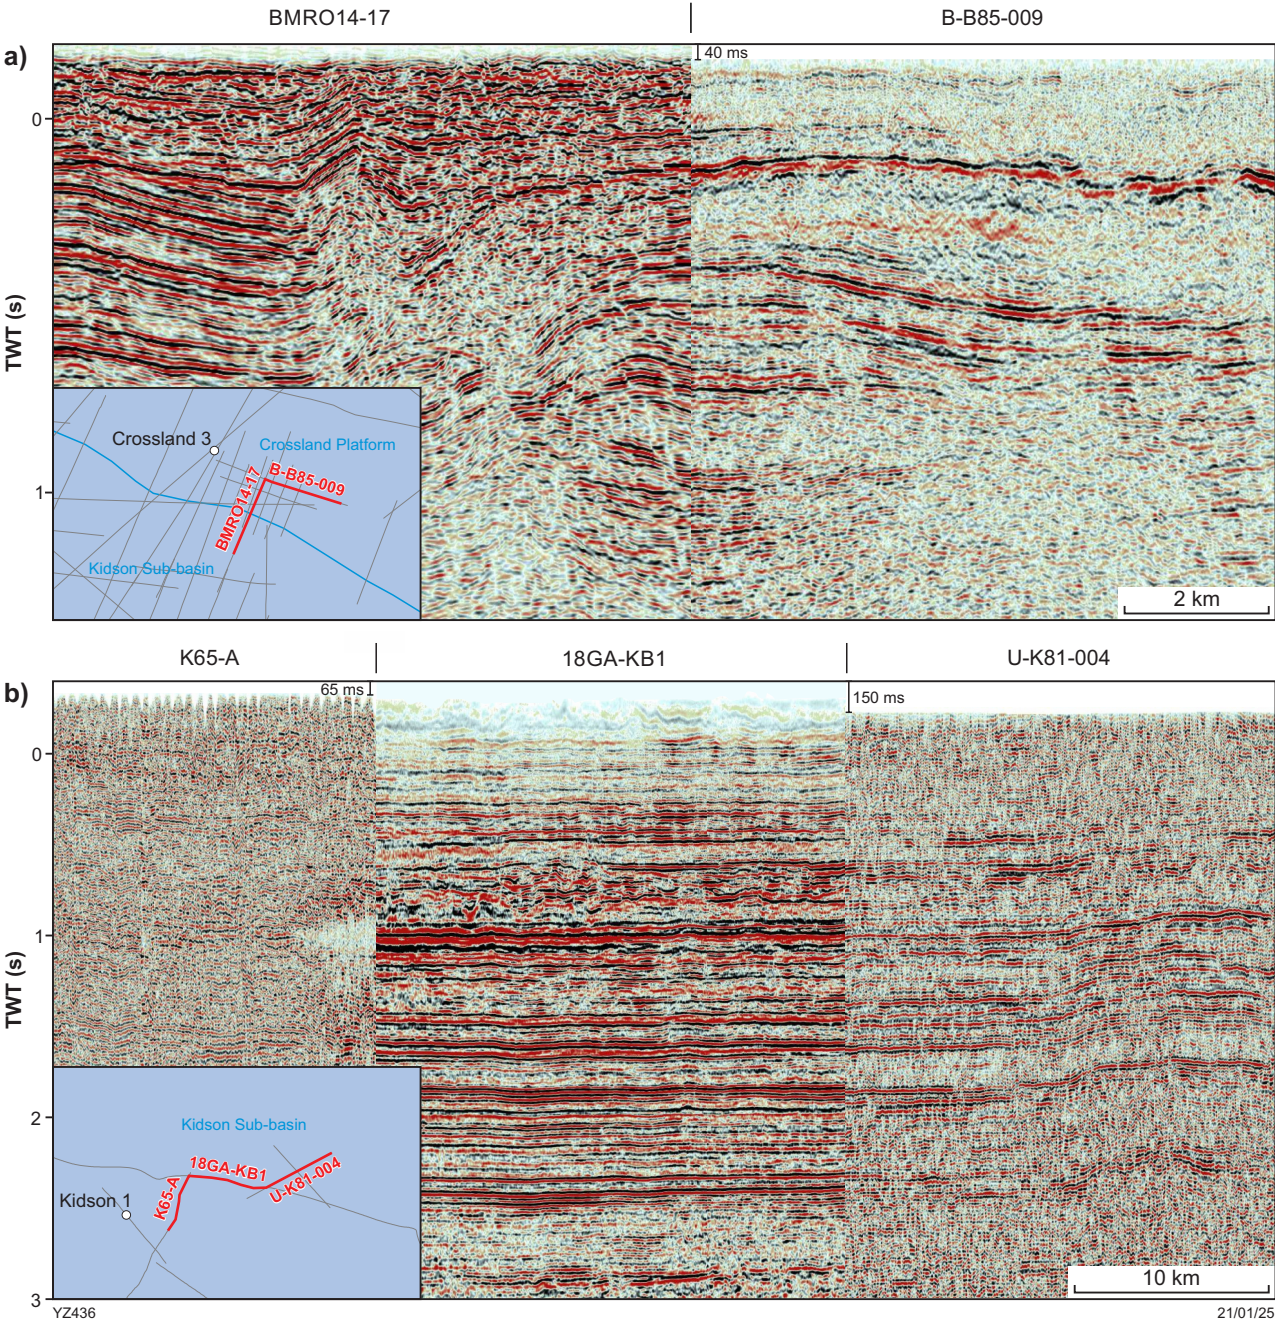 BMRO14-17
B-B85-009
a)
40 ms
0
TWT (s)
1
Crossland 3
Crossland Platform
B-B85-009
BMRO14-17
Kidson Sub-basin
2 km
K65-A
18GA-KB1
U-K81-004
b)
65 ms
150 ms
0
1
TWT (s)
2
3
Kidson Sub-basin
18GA-KB1
U-K81-004
K65-A
Kidson 1
10 km
YZ436
21/01/25